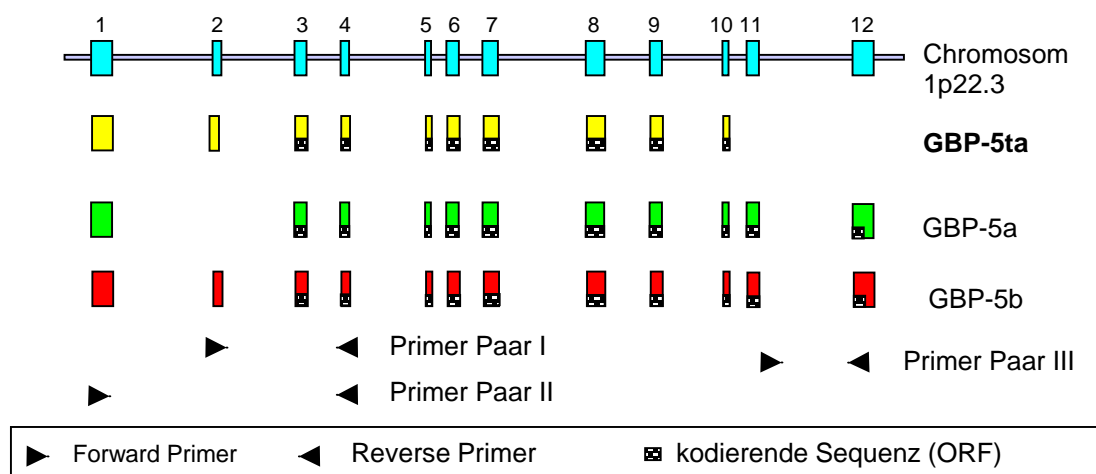 1 2 3 4 5 6 7 8 9 10 11 12
Chromosom
1p22.3
GBP-5ta
GBP-5a
GBP-5b
Primer Paar I
Primer Paar III
Primer Paar II
Forward Primer Reverse Primer kodierende Sequenz (ORF)